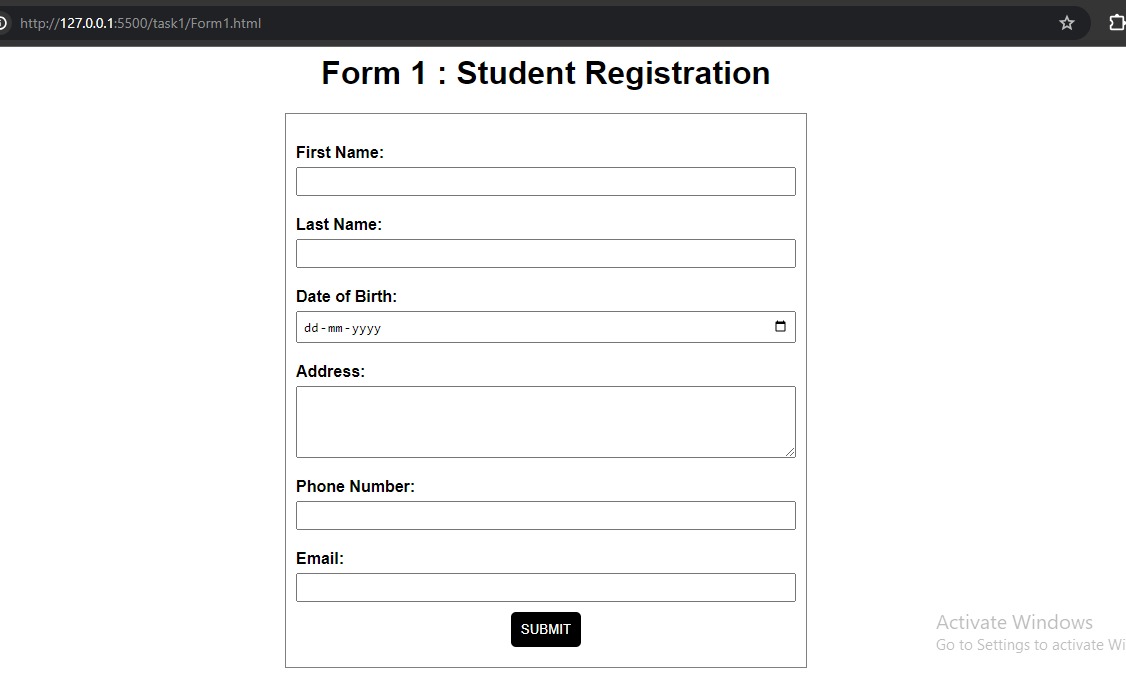 http://127.0.0.1:5500/task1/Form1.html
Form 1 : Student Registration
First Name:
Last Name:
Date of Birth:
dd-mm-yyyy
Address:
Phone Number:
Email:
SUBMIT
Activate Windows
Go to Settings to activate Wi